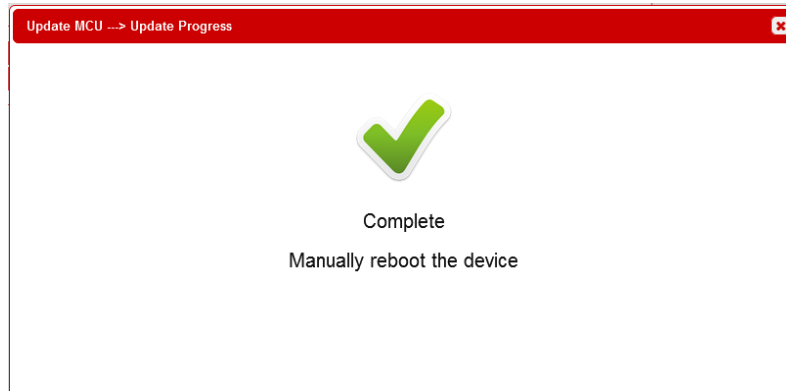 Update MCU ---> Update Progress
Complete
Manually reboot the device